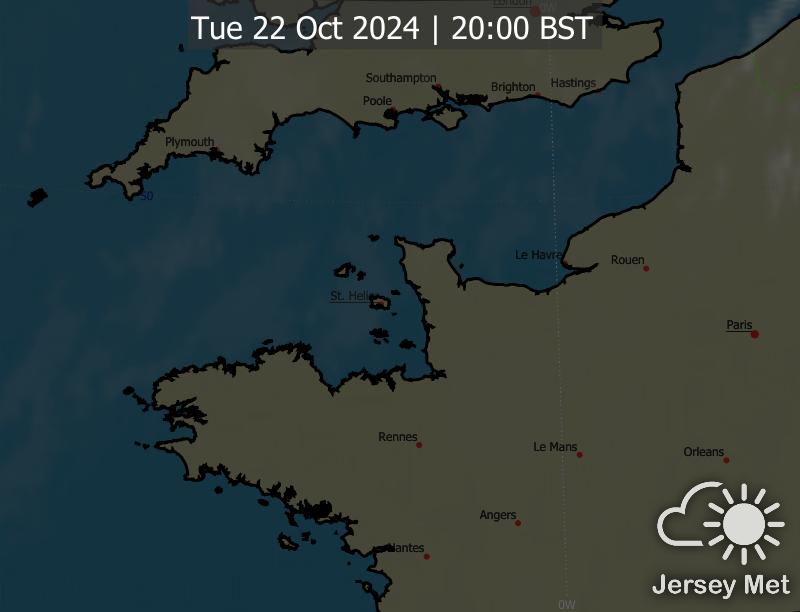 London
0W
Tue 22 Oct 2024 | 20:00 BST
Southampton
Brighton
Hastings
Poole
Plymouth
50
Le Havre
Rouen
St. Helier
Paris
Rennes
Le Mans
Orleans
Angers
Nantes
Jersey Met
0W